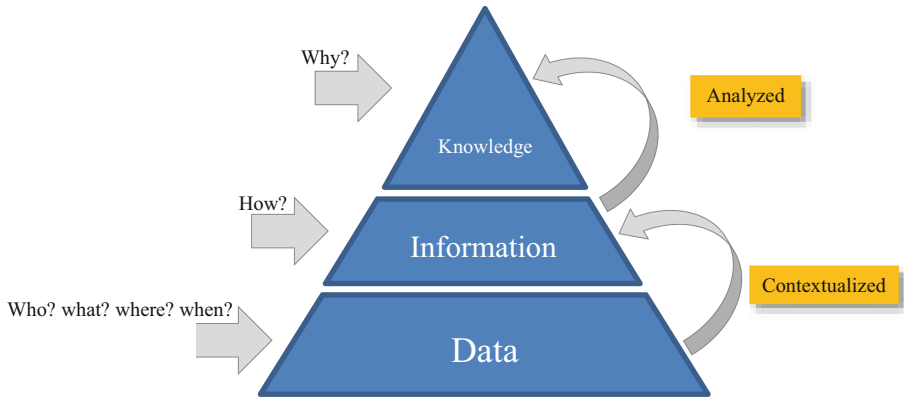 Why?
Analyzed
Knowledge
How?
Information
Contextualized
Who? what? where? when?
Data